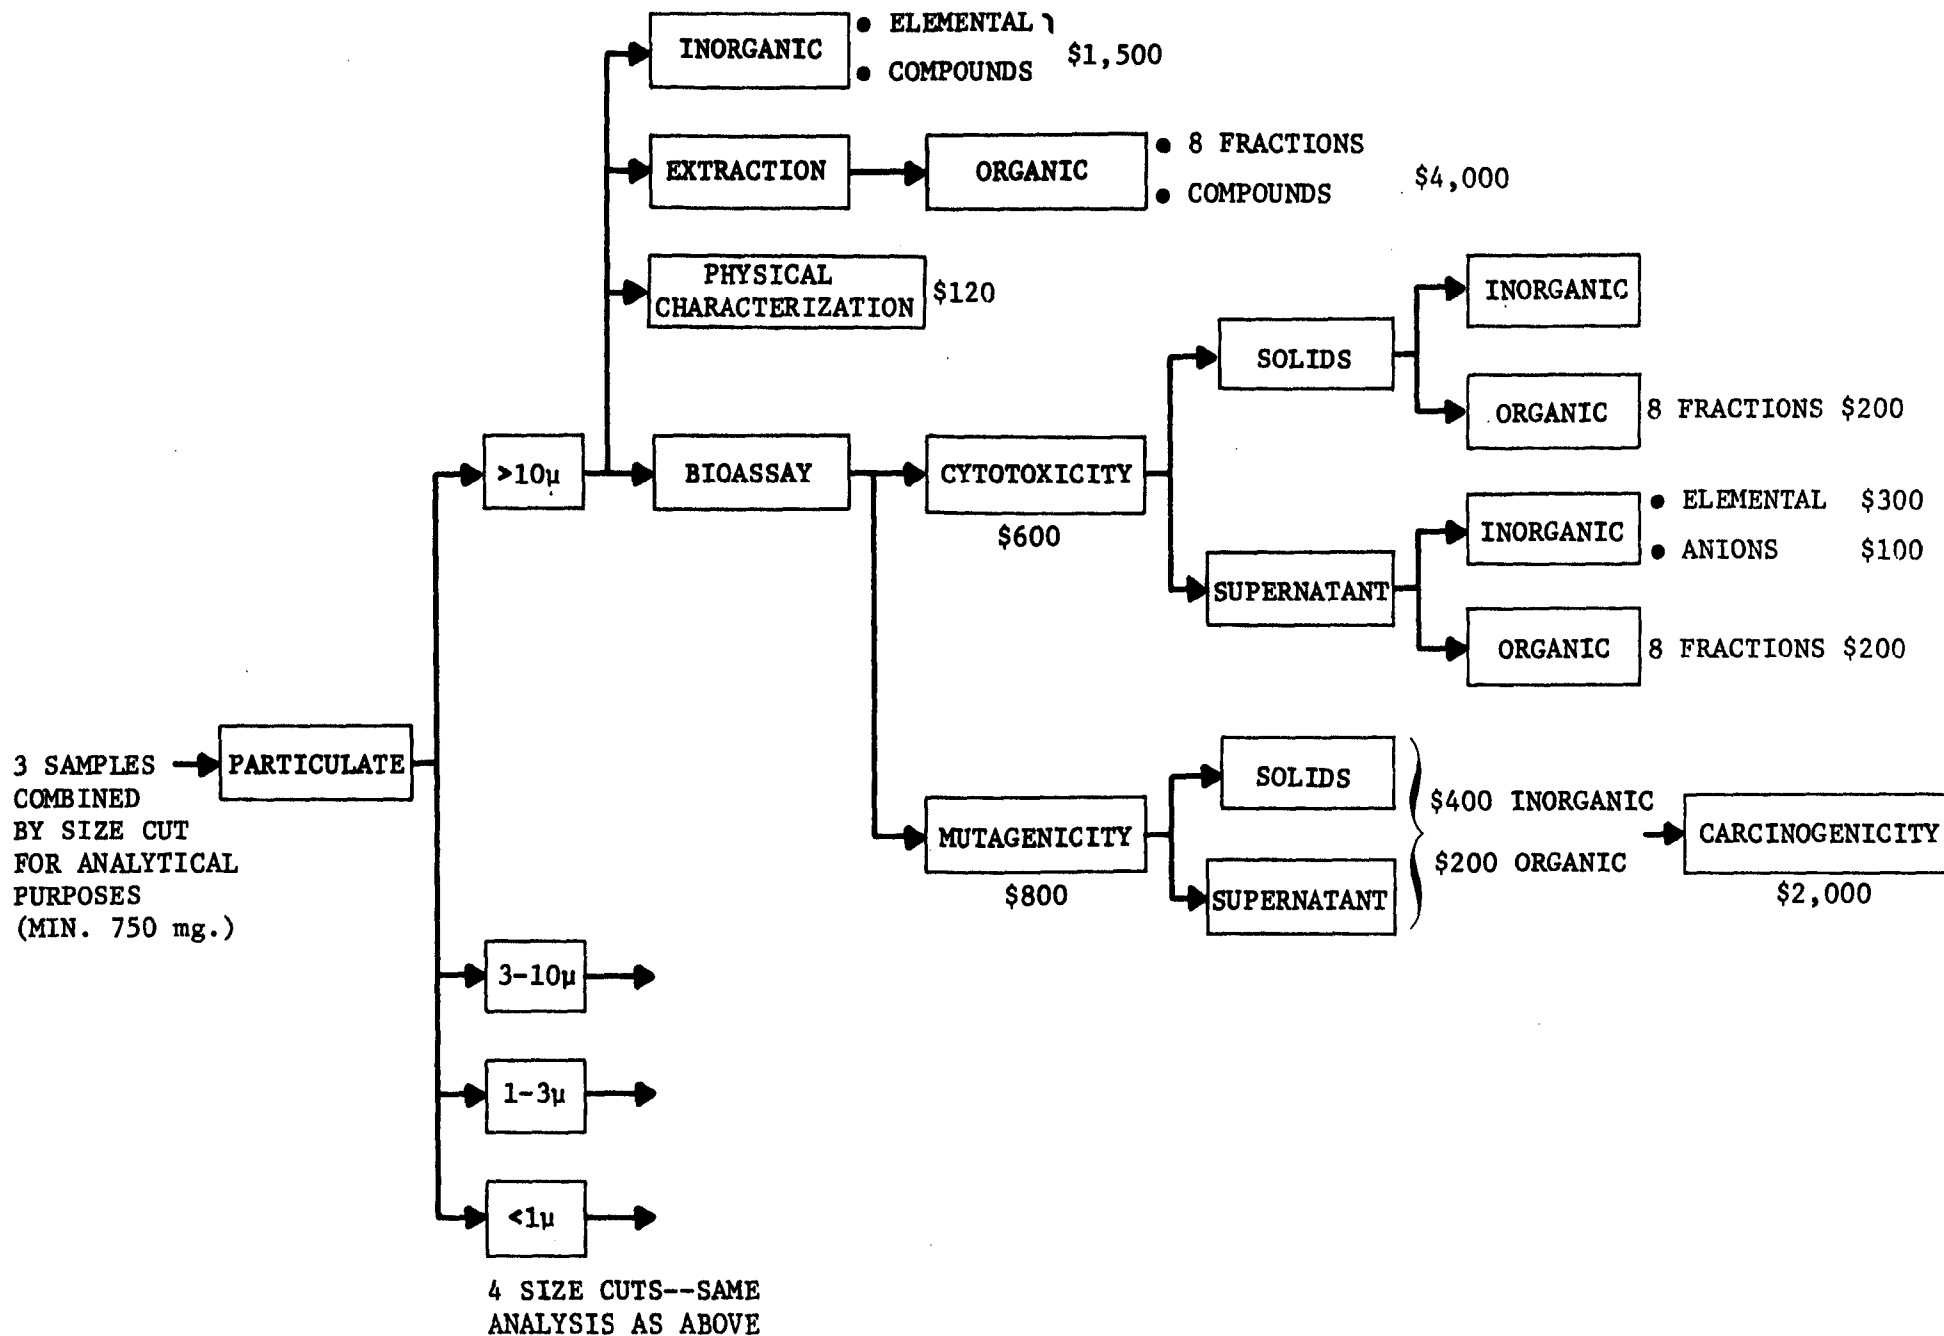 INORGANIC
• ELEMENTAL
• COMPOUNDS
$1,500
EXTRACTION
ORGANIC
• 8 FRACTIONS
• COMPOUNDS
$4,000
PHYSICAL
CHARACTERIZATION
$120
>10μ
BIOASSAY
CYTOTOXICITY
$600
SOLIDS
INORGANIC
ORGANIC
8 FRACTIONS $200
SUPERNATANT
INORGANIC
• ELEMENTAL $300
• ANIONS $100
ORGANIC
8 FRACTIONS $200
3 SAMPLES
COMBINED
BY SIZE CUT
FOR ANALYTICAL
PURPOSES
(MIN. 750 mg.)
PARTICULATE
MUTAGENICITY
$800
SOLIDS
SUPERNATANT
$400 INORGANIC
$200 ORGANIC
CARCINOGENICITY
$2,000
3-10μ
1-3μ
<1μ
4 SIZE CUTS--SAME
ANALYSIS AS ABOVE